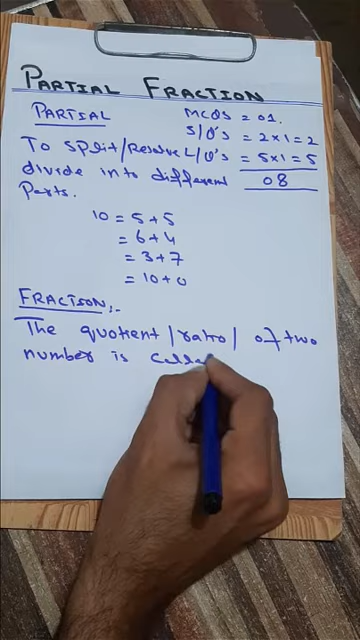 PARTIAL FRACTION
PARTIAL
MCQS = 01.
S/Q'S = 2×1=2
To Split/Resolve L/Q'S = 5×1=5
divide into different 08
Parts.
10 = 5+5
= 6+4
= 3+7
= 10+0
FRACTION:-
The quotient/ratio/ of two
number is called